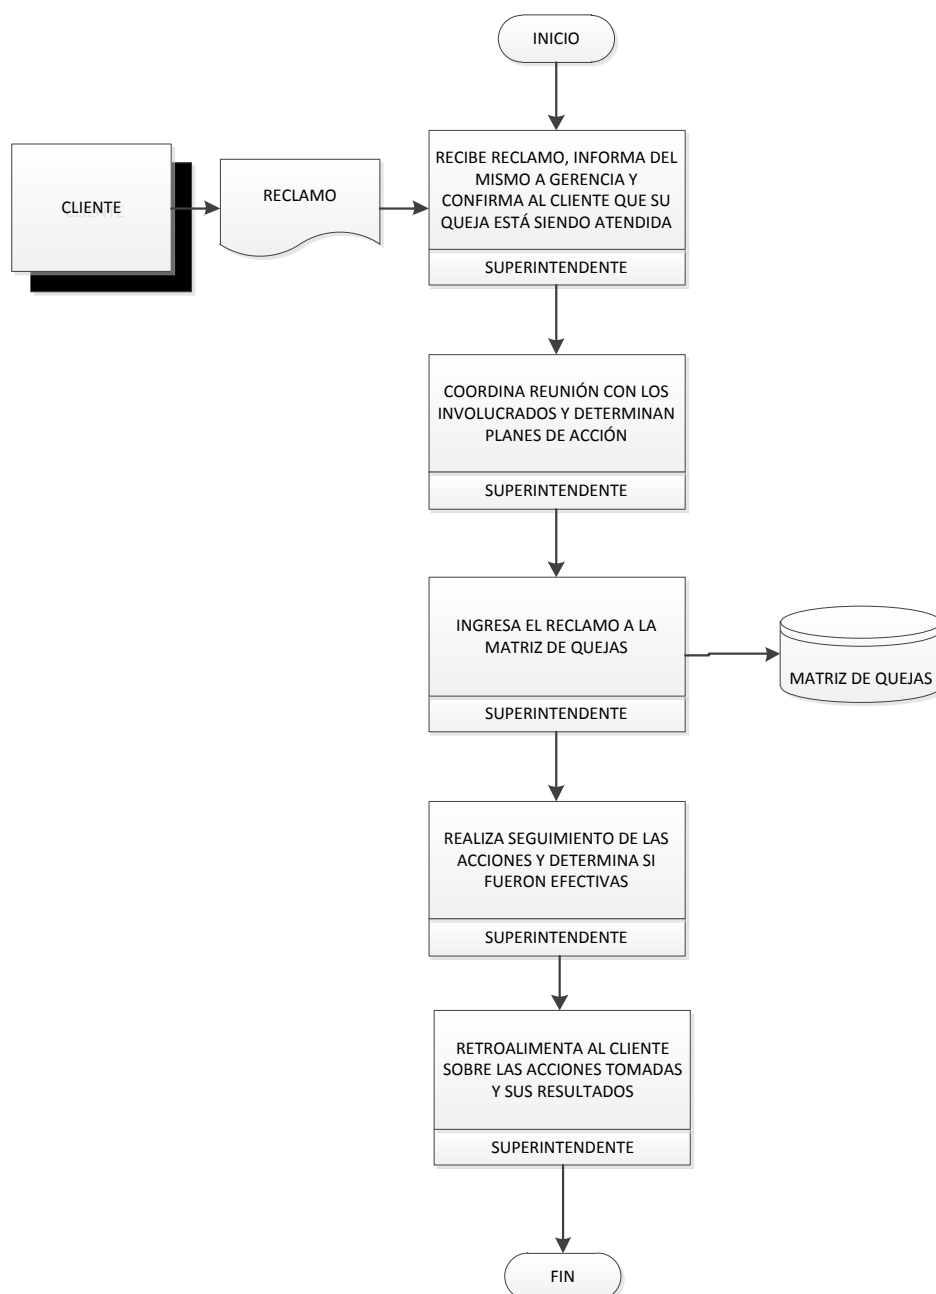 INICIO
CLIENTE
RECLAMO
RECIBE RECLAMO, INFORMA DEL
MISMO A GERENCIA Y
CONFIRMA AL CLIENTE QUE SU
QUEJA ESTÁ SIENDO ATENDIDA
SUPERINTENDENTE
COORDINA REUNIÓN CON LOS
INVOLUCRADOS Y DETERMINAN
PLANES DE ACCIÓN
SUPERINTENDENTE
INGRESA EL RECLAMO A LA
MATRIZ DE QUEJAS
SUPERINTENDENTE
MATRIZ DE QUEJAS
REALIZA SEGUIMIENTO DE LAS
ACCIONES Y DETERMINA SI
FUERON EFECTIVAS
SUPERINTENDENTE
RETROALIMENTA AL CLIENTE
SOBRE LAS ACCIONES TOMADAS
Y SUS RESULTADOS
SUPERINTENDENTE
FIN